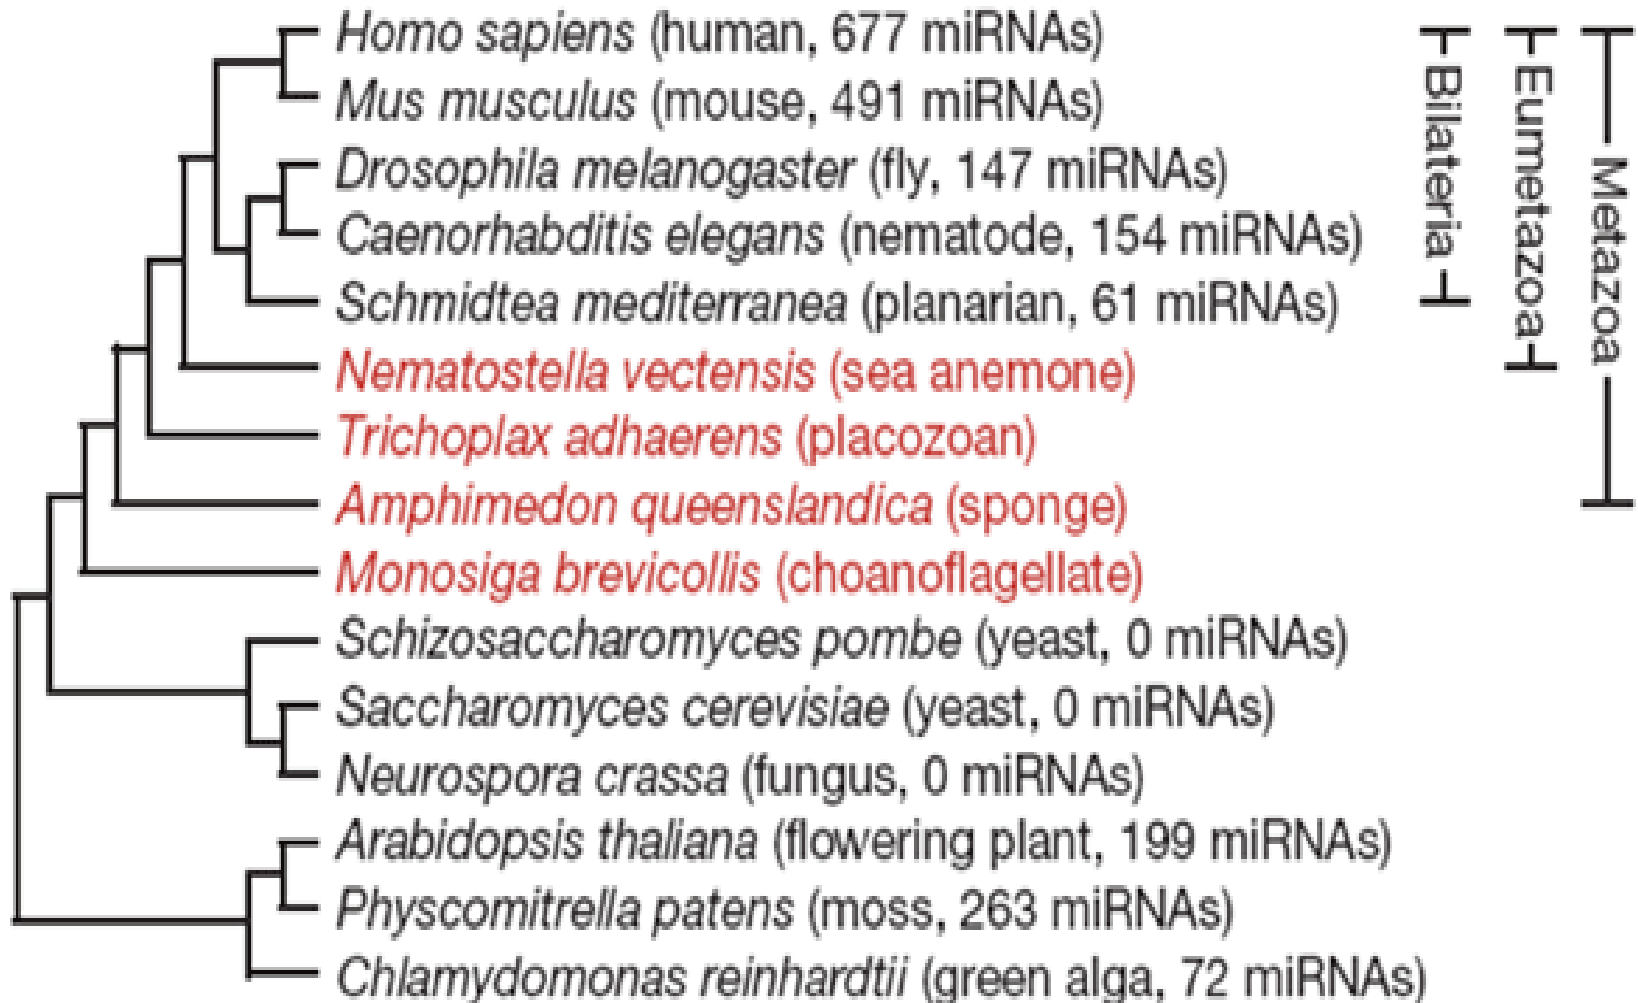 Homo sapiens (human, 677 miRNAs)
Mus musculus (mouse, 491 miRNAs)
Drosophila melanogaster (fly, 147 miRNAs)
Caenorhabditis elegans (nematode, 154 miRNAs)
Schmidtea mediterranea (planarian, 61 miRNAs)
Nematostella vectensis (sea anemone)
Trichoplax adhaerens (placozoan)
Amphimedon queenslandica (sponge)
Monosiga brevicollis (choanoflagellate)
Schizosaccharomyces pombe (yeast, 0 miRNAs)
Saccharomyces cerevisiae (yeast, 0 miRNAs)
Neurospora crassa (fungus, 0 miRNAs)
Arabidopsis thaliana (flowering plant, 199 miRNAs)
Physcomitrella patens (moss, 263 miRNAs)
Chlamydomonas reinhardtii (green alga, 72 miRNAs)
Bilateria
Eumetazoa
Metazoa